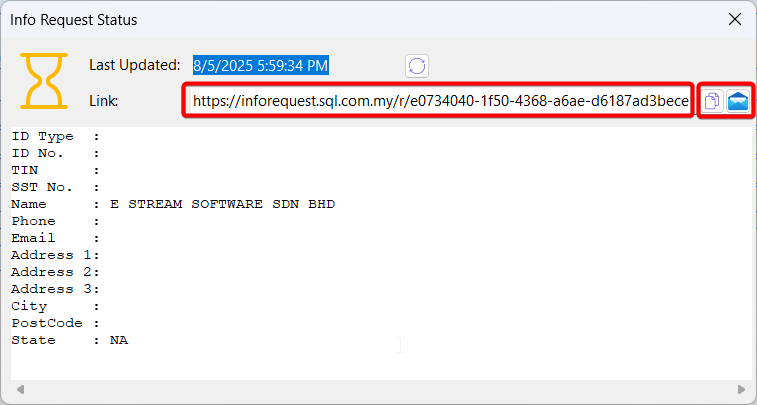 Info Request Status
Last Updated: 8/5/2025 5:59:34 PM
Link: https://inforequest.sql.com.my/r/e0734040-1f50-4368-a6ae-d6187ad3bece
ID Type :
ID No. :
TIN :
SST No. :
Name : E STREAM SOFTWARE SDN BHD
Phone :
Email :
Address 1:
Address 2:
Address 3:
City :
PostCode :
State : NA